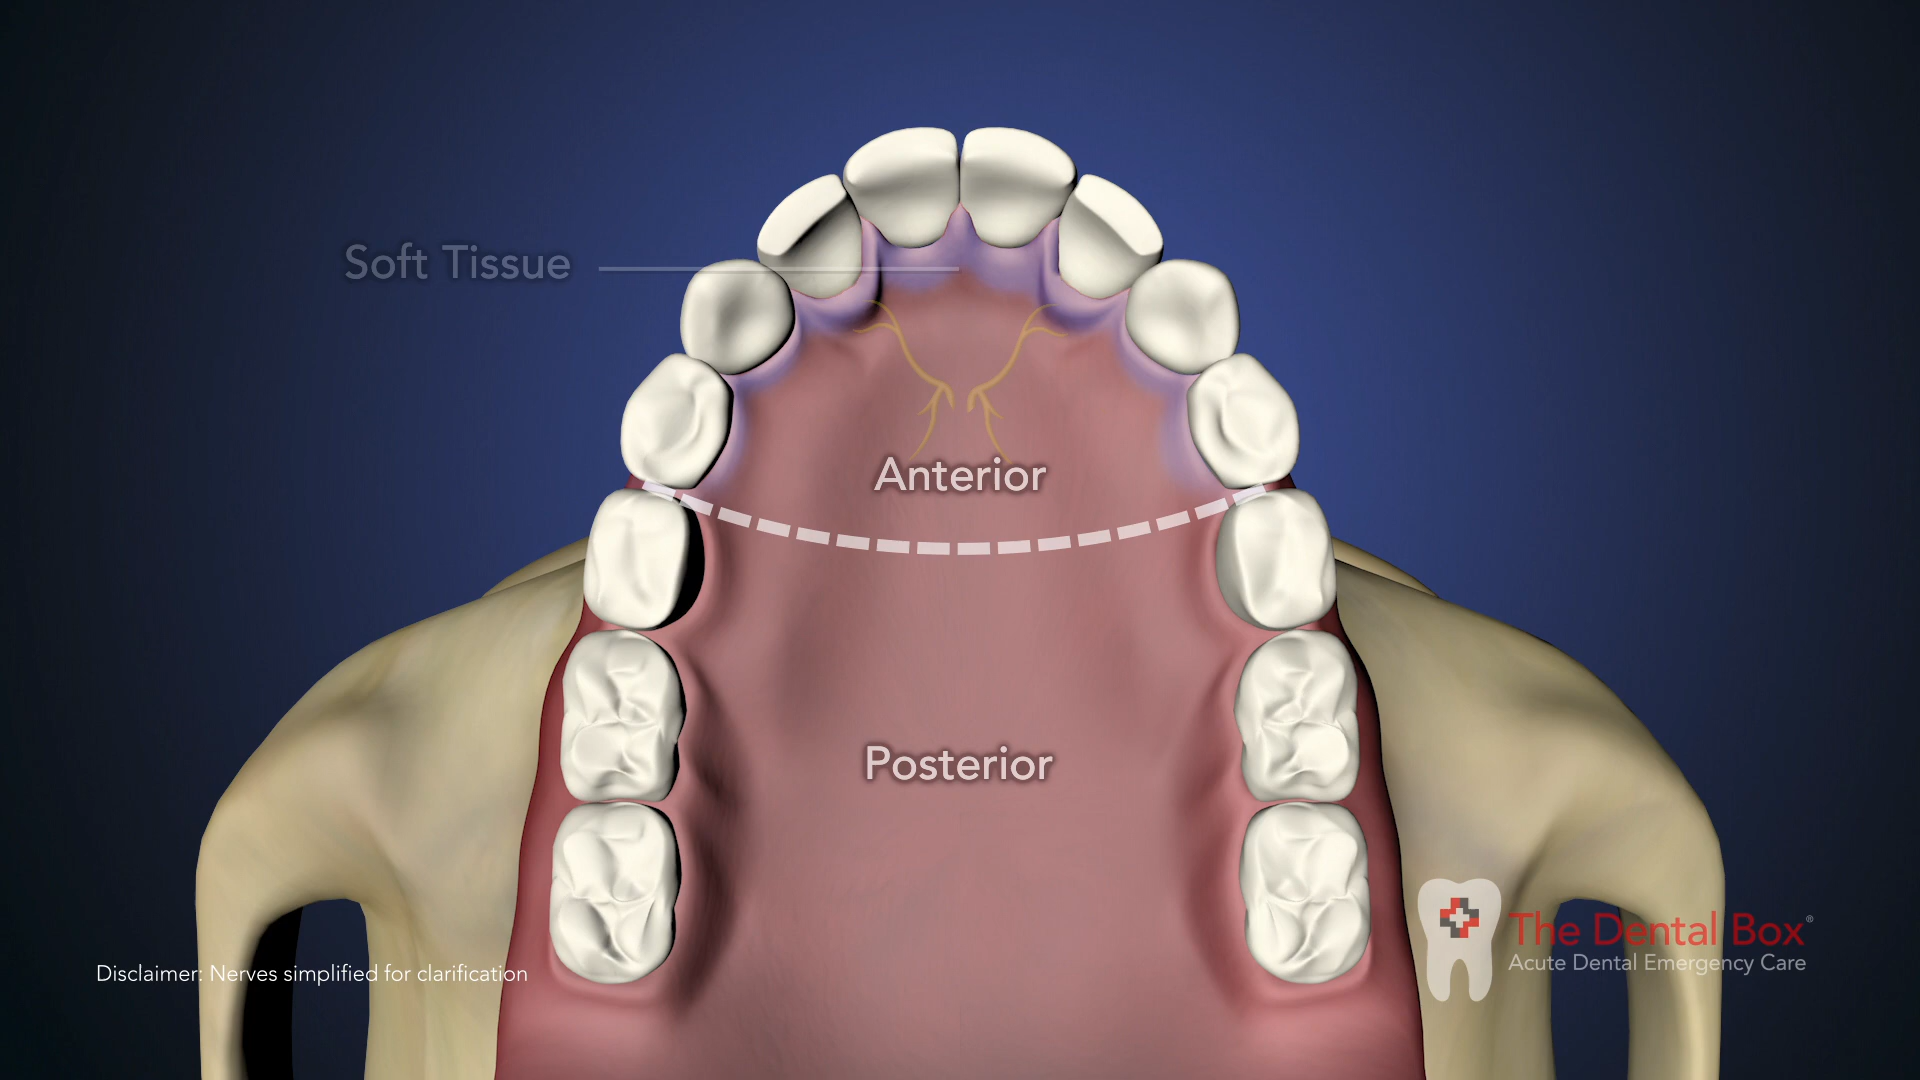 Soft Tissue
Anterior
Posterior
The Dental Box®
Acute Dental Emergency Care
Disclaimer: Nerves simplified for clarification